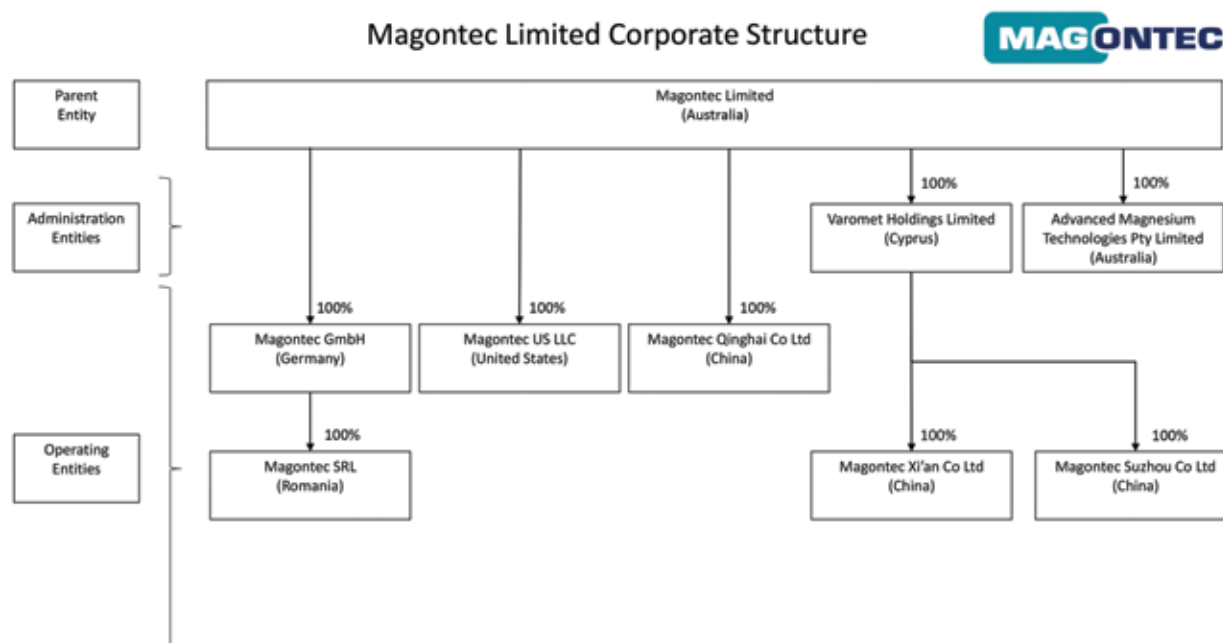 Magontec Limited Corporate Structure
MAGONTEC
Parent
Entity
Magontec Limited
(Australia)
100%
100%
Administration
Entities
Varomet Holdings Limited
(Cyprus)
Advanced Magnesium
Technologies Pty Limited
(Australia)
100%
100%
100%
Magontec GmbH
(Germany)
Magontec US LLC
(United States)
Magontec Qinghai Co Ltd
(China)
100%
100%
100%
Operating
Entities
Magontec SRL
(Romania)
Magontec Xi'an Co Ltd
(China)
Magontec Suzhou Co Ltd
(China)